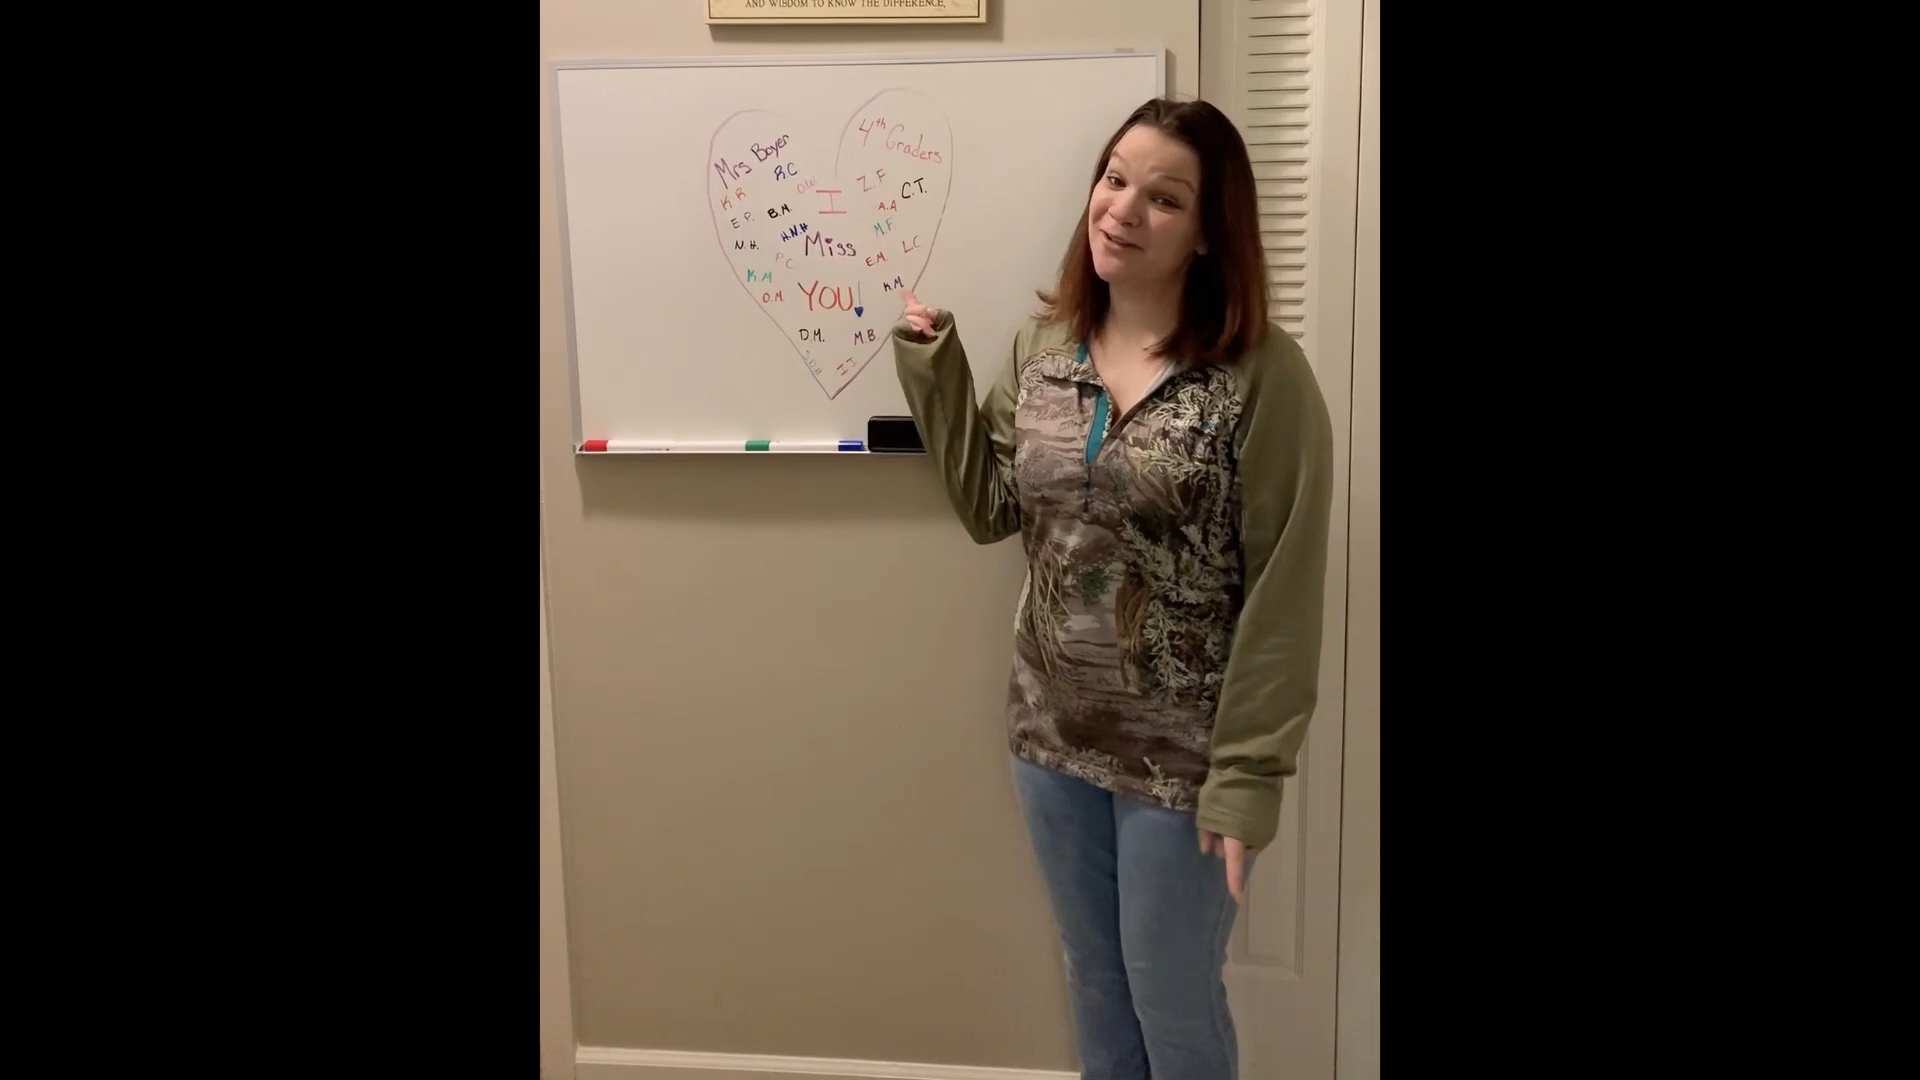 AND WISDOM TO KNOW THE DIFFERENCE.
Mrs Boyer
4th Graders
R.C
O.W.
Z.F
C.T.
K.R
B.M.
I
A.A
E P.
H.N.H
M.F.
N.H.
Miss
L.C.
P.C
E.M.
K M
O.M.
YOU!
K.M.
D.M.
M.B.
S.D.H
I J